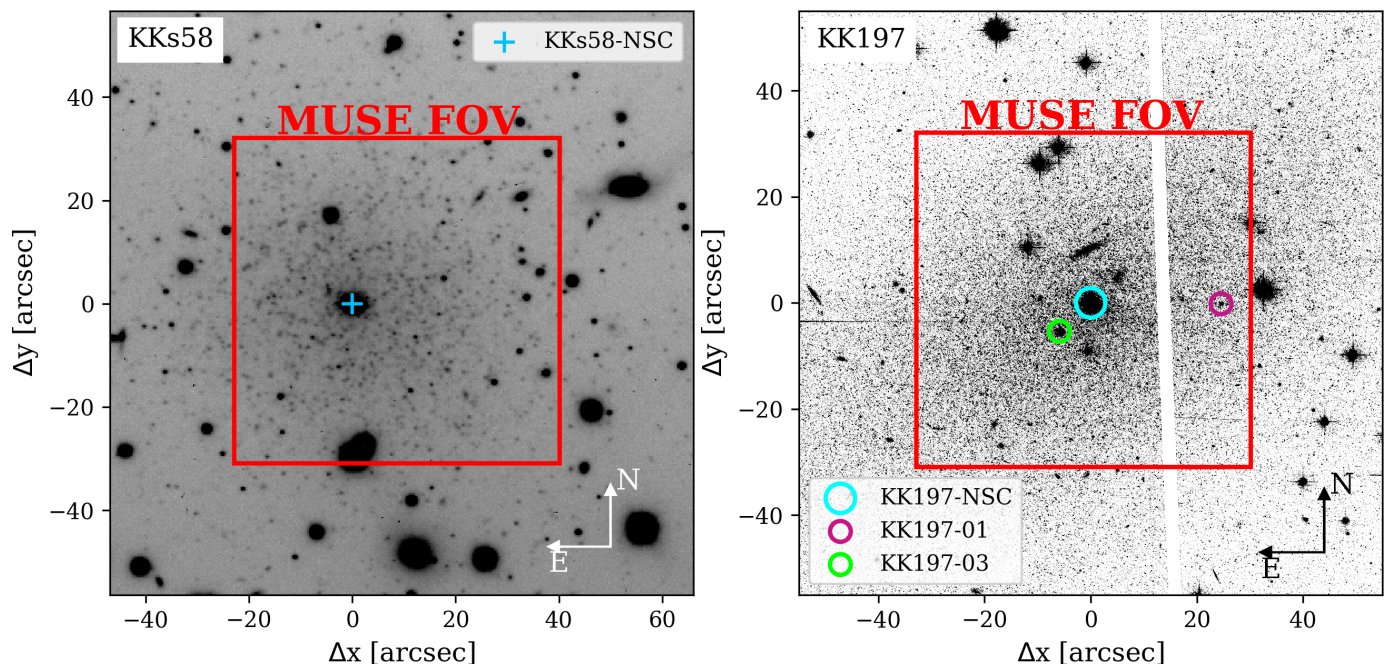 KKs58
KKs58-NSC
MUSE FOV
40
20
0
−20
−40
Δy [arcsec]
N
E
−40
−20
0
20
40
60
Δx [arcsec]
KK197
MUSE FOV
40
20
0
−20
−40
Δy [arcsec]
KK197-NSC
KK197-01
KK197-03
N
E
−40
−20
0
20
40
Δx [arcsec]